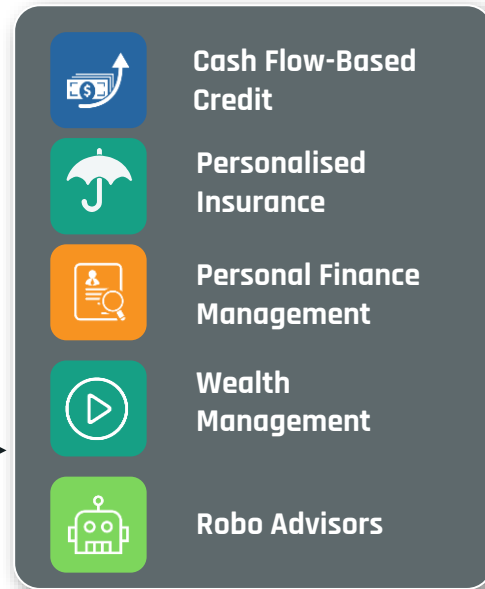 Cash Flow-Based
Credit
Personalised
Insurance
Personal Finance
Management
Wealth
Management
Robo Advisors